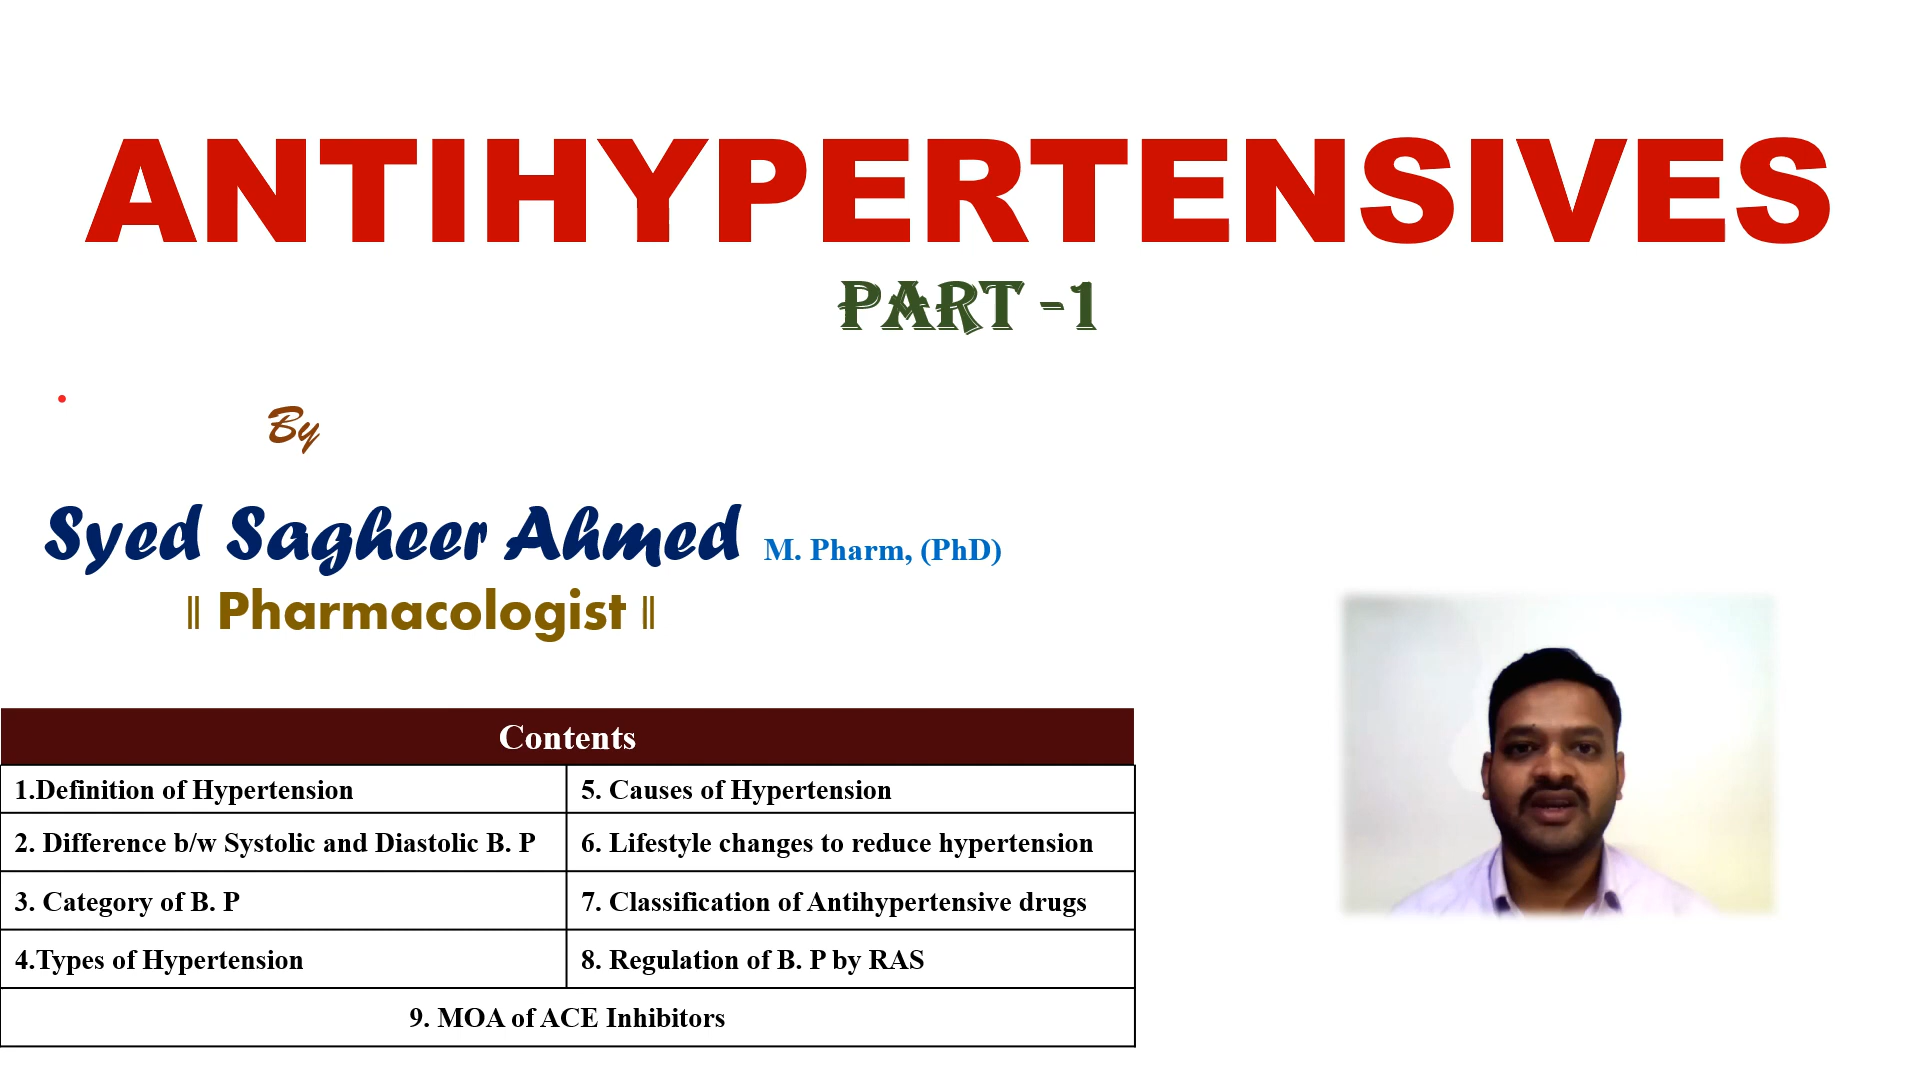 ANTIHYPERTENSIVES
PART -1
By
Syed Sagheer Ahmed M. Pharm, (PhD)
|| Pharmacologist ||
Contents
1.Definition of Hypertension
5. Causes of Hypertension
2. Difference b/w Systolic and Diastolic B. P
6. Lifestyle changes to reduce hypertension
3. Category of B. P
7. Classification of Antihypertensive drugs
4.Types of Hypertension
8. Regulation of B. P by RAS
9. MOA of ACE Inhibitors